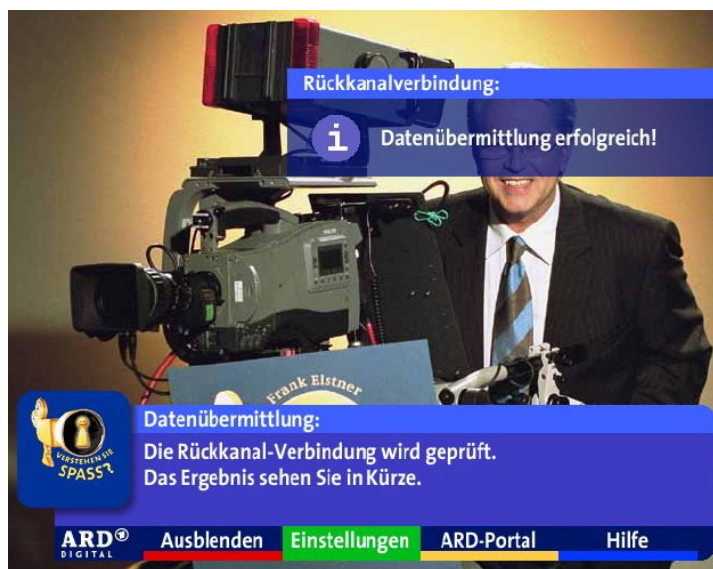 Rückkanalverbindung:
i Datenübermittlung erfolgreich!
Frank Elstner
Datenübermittlung:
VERSTEHEN SIE
SPASS?
Die Rückkanal-Verbindung wird geprüft.
Das Ergebnis sehen Sie in Kürze.
ARD
DIGITAL
Ausblenden Einstellungen ARD-Portal Hilfe